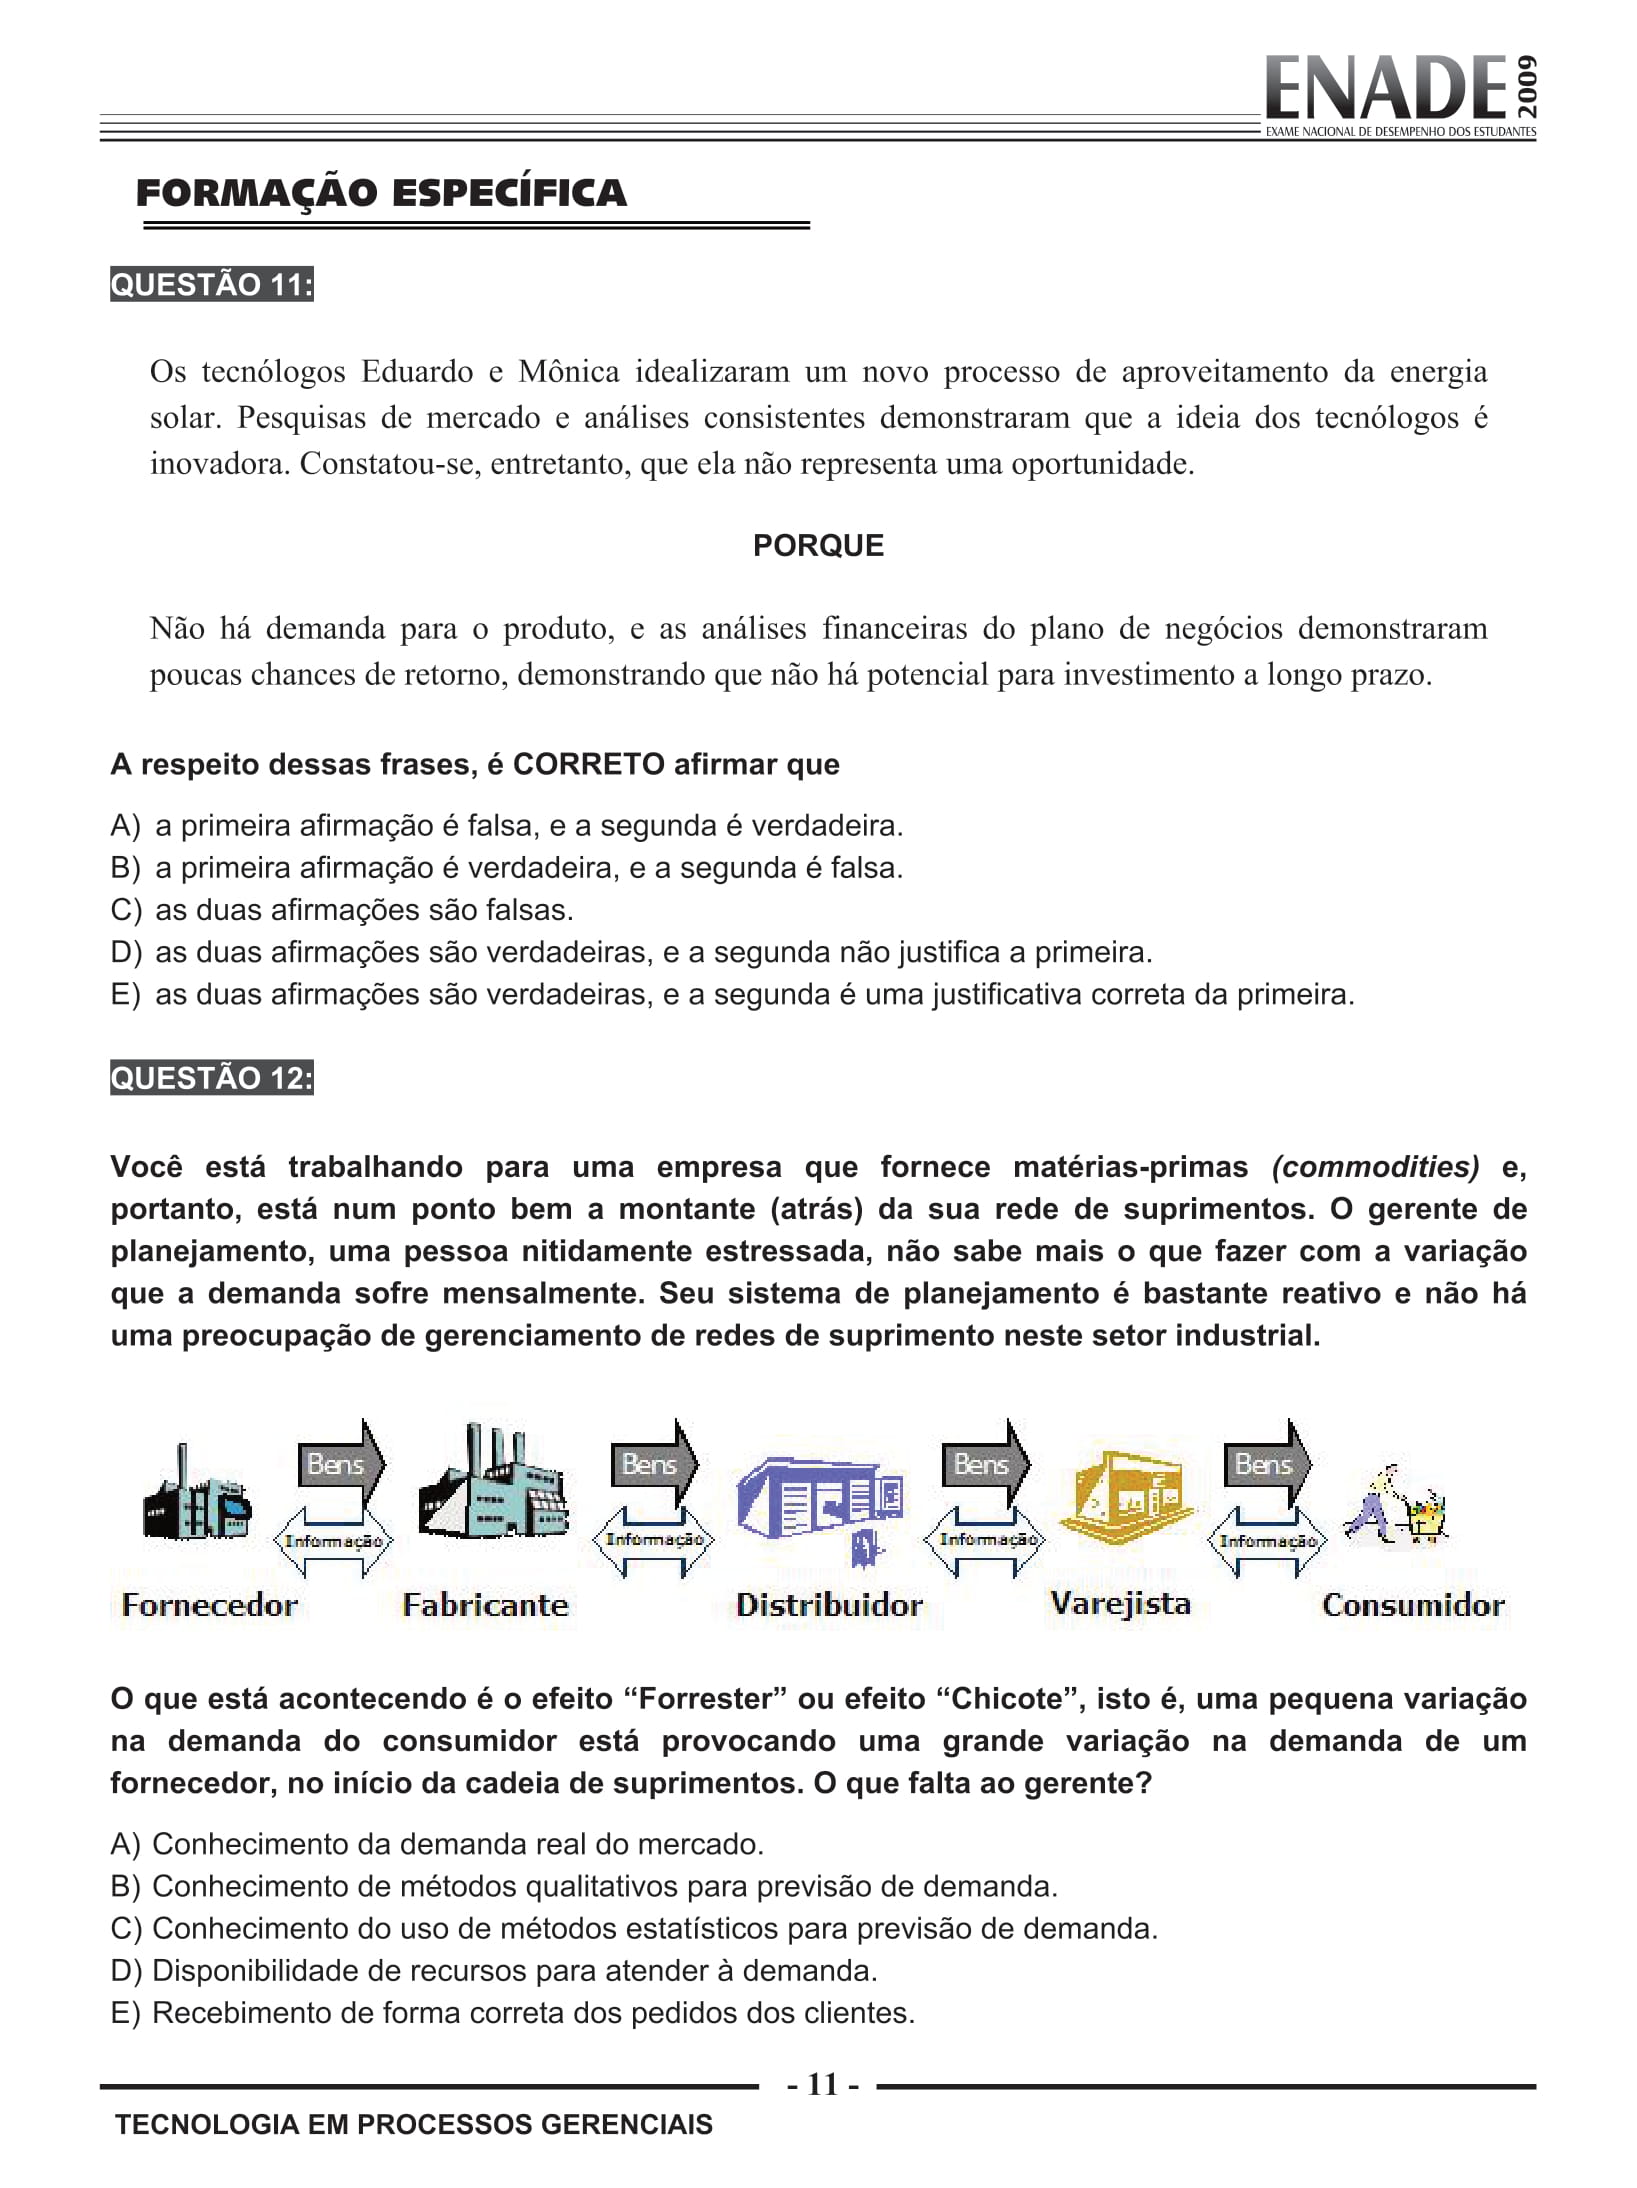 ENADE 2009
EXAME NACIONAL DE DESEMPENHO DOS ESTUDANTES
FORMAÇÃO ESPECÍFICA
QUESTÃO 11:
Os tecnólogos Eduardo e Mônica idealizaram um novo processo de aproveitamento da energia
solar. Pesquisas de mercado e análises consistentes demonstraram que a ideia dos tecnólogos é
inovadora. Constatou-se, entretanto, que ela não representa uma oportunidade.
PORQUE
Não há demanda para o produto, e as análises financeiras do plano de negócios demonstraram
poucas chances de retorno, demonstrando que não há potencial para investimento a longo prazo.
A respeito dessas frases, é CORRETO afirmar que
A) a primeira afirmação é falsa, e a segunda é verdadeira.
B) a primeira afirmação é verdadeira, e a segunda é falsa.
C) as duas afirmações são falsas.
D) as duas afirmações são verdadeiras, e a segunda não justifica a primeira.
E) as duas afirmações são verdadeiras, e a segunda é uma justificativa correta da primeira.
QUESTÃO 12:
Você está trabalhando para uma empresa que fornece matérias-primas (commodities) e,
portanto, está num ponto bem a montante (atrás) da sua rede de suprimentos. O gerente de
planejamento, uma pessoa nitidamente estressada, não sabe mais o que fazer com a variação
que a demanda sofre mensalmente. Seu sistema de planejamento é bastante reativo e não há
uma preocupação de gerenciamento de redes de suprimento neste setor industrial.
Bens Bens Bens Bens
Informação Informação Informação Informação
Fornecedor Fabricante Distribuidor Varejista Consumidor
O que está acontecendo é o efeito “Forrester” ou efeito “Chicote”, isto é, uma pequena variação
na demanda do consumidor está provocando uma grande variação na demanda de um
fornecedor, no início da cadeia de suprimentos. O que falta ao gerente?
A) Conhecimento da demanda real do mercado.
B) Conhecimento de métodos qualitativos para previsão de demanda.
C) Conhecimento do uso de métodos estatísticos para previsão de demanda.
D) Disponibilidade de recursos para atender à demanda.
E) Recebimento de forma correta dos pedidos dos clientes.
- 11 -
TECNOLOGIA EM PROCESSOS GERENCIAIS